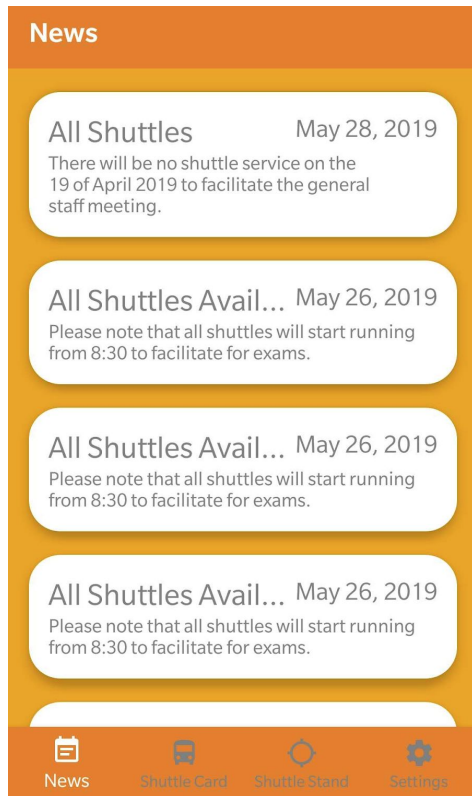 News
All Shuttles May 28, 2019
There will be no shuttle service on the
19 of April 2019 to facilitate the general
staff meeting.
All Shuttles Avail... May 26, 2019
Please note that all shuttles will start running
from 8:30 to facilitate for exams.
All Shuttles Avail... May 26, 2019
Please note that all shuttles will start running
from 8:30 to facilitate for exams.
All Shuttles Avail... May 26, 2019
Please note that all shuttles will start running
from 8:30 to facilitate for exams.
News Shuttle Card Shuttle Stand Settings